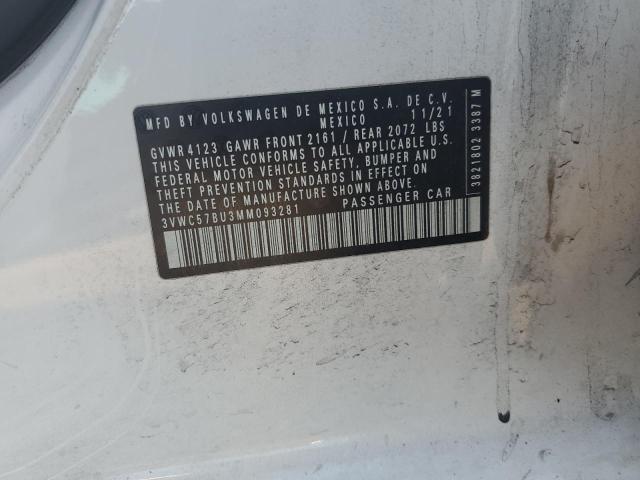 MFD BY VOLKSWAGEN DE MEXICO S.A. DE C.V.
MEXICO 11/21
GVWR 4123 GAWR FRONT 2161 / REAR 2072 LBS
THIS VEHICLE CONFORMS TO ALL APPLICABLE U.S.
FEDERAL MOTOR VEHICLE SAFETY, BUMPER AND
THEFT PREVENTION STANDARDS IN EFFECT ON
THE DATE OF MANUFACTURE SHOWN ABOVE.
3VWC57BU3MM093281 PASSENGER CAR
3821802 3387 M